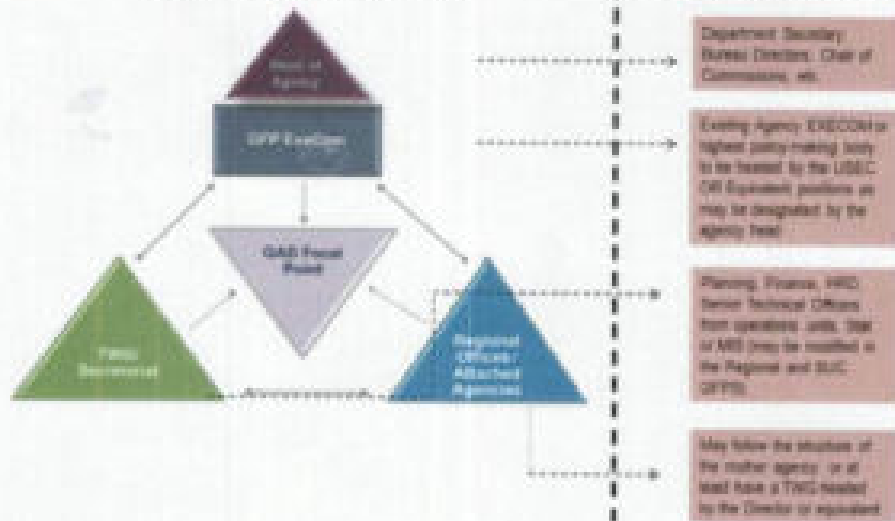 Head of
Agency
GFP ExeCom
GAD Focal
Point
TWG/
Secretariat
Regional
Offices/
Attached
Agencies
Department Secretary
Bureau Directors, Chair of
Commissions, etc.
Existing Agency EXECOM or
highest policy-making body
to be headed by the USEC
OR Equivalent positions as
may be designated by the
agency head
Planning, Finance, HRD
Senior Technical Officers
from operations units, Stat
or MIS (may be modified in
the Regional and SUC
GFPS)
May follow the structure of
the mother agency or at
least have a TWG headed
by the Director or equivalent